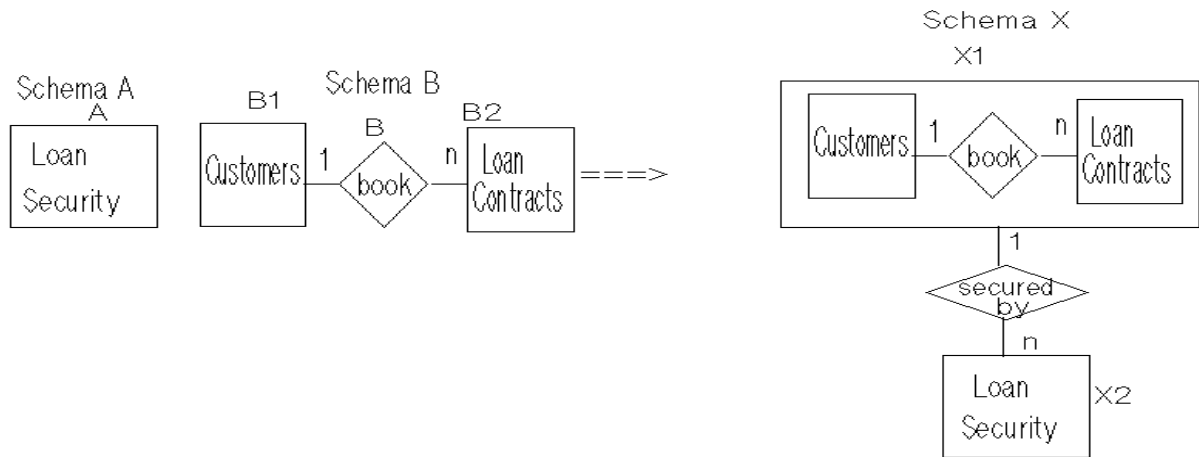 Schema A
A
Loan
Security
Schema B
B1
B
B2
Customers
1
book
n
Loan
Contracts
===>
Schema X
X1
Customers
1
book
n
Loan
Contracts
1
secured
by
n
Loan
Security
X2